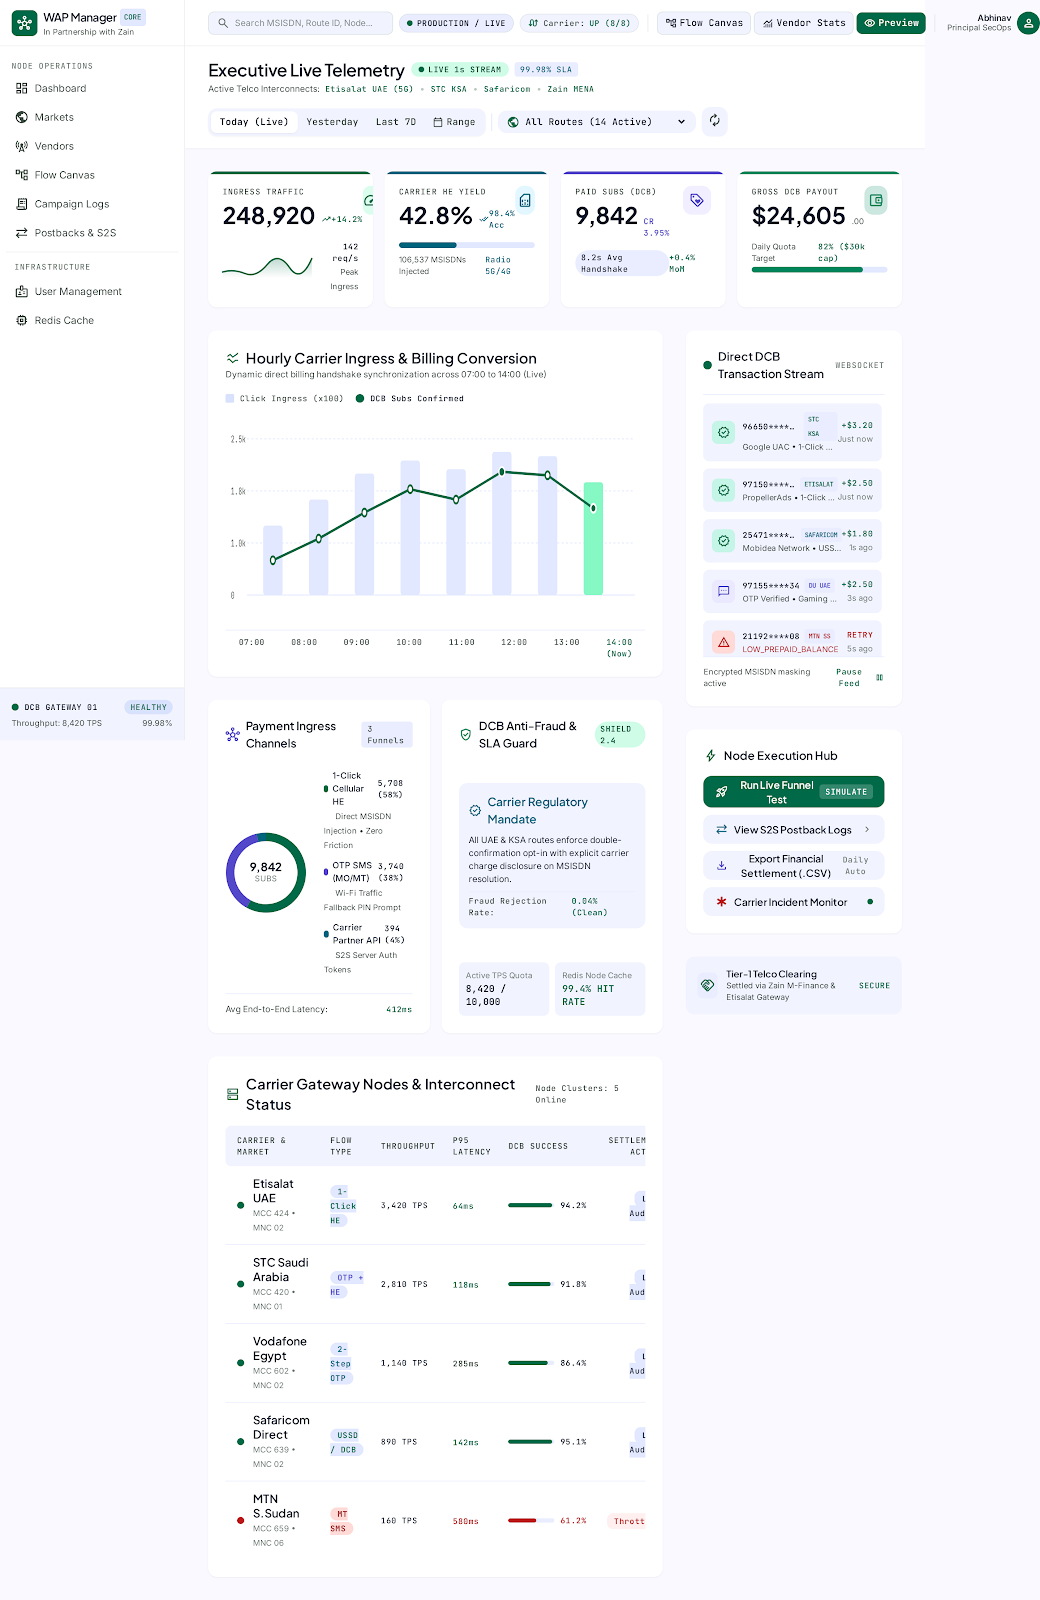 WAP Manager CORE
In Partnership with Zain
NODE OPERATIONS
Dashboard
Markets
Vendors
Flow Canvas
Campaign Logs
Postbacks & S2S
INFRASTRUCTURE
User Management
Redis Cache
DCB GATEWAY 01 HEALTHY
Throughput: 8,420 TPS 99.98%
Search MSISDN, Route ID, Node...
PRODUCTION / LIVE
Carrier: UP (8/8)
Flow Canvas
Vendor Stats
Preview
Abhinav
Principal SecOps
Executive Live Telemetry LIVE 1s STREAM 99.98% SLA
Active Telco Interconnects: Etisalat UAE (5G) • STC KSA • Safaricom • Zain MENA
Today (Live) Yesterday Last 7D Range All Routes (14 Active)
INGRESS TRAFFIC
248,920 +14.2%
142
req/s
Peak
Ingress
CARRIER HE YIELD
42.8% 98.4%
Acc
106,537 MSISDNs
Injected
Radio
5G/4G
PAID SUBS (DCB)
9,842 CR
3.95%
8.2s Avg
Handshake
+0.4%
MoM
GROSS DCB PAYOUT
$24,605 .00
Daily Quota
Target
82% ($30k
cap)
Hourly Carrier Ingress & Billing Conversion
Dynamic direct billing handshake synchronization across 07:00 to 14:00 (Live)
Click Ingress (x100) DCB Subs Confirmed
2.5k
1.8k
1.0k
0
07:00 08:00 09:00 10:00 11:00 12:00 13:00 14:00
(Now)
Direct DCB
Transaction Stream
WEBSOCKET
96650****… STC
KSA +$3.20
Google UAC • 1-Click ... Just now
97150****… ETISALAT +$2.50
PropellerAds • 1-Click ... Just now
25471****… SAFARICOM +$1.80
Mobidea Network • USS... 1s ago
97155****34 DU UAE +$2.50
OTP Verified • Gaming ... 3s ago
21192****08 MTN SS RETRY
LOW_PREPAID_BALANCE 5s ago
Encrypted MSISDN masking
active
Pause
Feed
Payment Ingress
Channels
3
Funnels
9,842
SUBS
1-Click
Cellular
HE
5,708
(58%)
Direct MSISDN
Injection • Zero
Friction
OTP SMS
(MO/MT)
3,740
(38%)
Wi-Fi Traffic
Fallback PIN Prompt
Carrier
Partner API
394
(4%)
S2S Server Auth
Tokens
Avg End-to-End Latency: 412ms
DCB Anti-Fraud &
SLA Guard
SHIELD
2.4
Carrier Regulatory
Mandate
All UAE & KSA routes enforce double-
confirmation opt-in with explicit carrier
charge disclosure on MSISDN
resolution.
Fraud Rejection
Rate:
0.04%
(Clean)
Active TPS Quota
8,420 /
10,000
Redis Node Cache
99.4% HIT
RATE
Node Execution Hub
Run Live Funnel
Test
SIMULATE
View S2S Postback Logs
Export Financial
Settlement (.CSV)
Daily
Auto
Carrier Incident Monitor
Tier-1 Telco Clearing
Settled via Zain M-Finance &
Etisalat Gateway
SECURE
Carrier Gateway Nodes & Interconnect
Status
Node Clusters: 5
Online
CARRIER &
MARKET
FLOW
TYPE
THROUGHPUT
P95
LATENCY
DCB SUCCESS
SETTLEM
ACT
Etisalat
UAE
MCC 424 •
MNC 02
1-
Click
HE
3,420 TPS
64ms
94.2%
Aud
STC Saudi
Arabia
MCC 420 •
MNC 01
OTP +
HE
2,810 TPS
118ms
91.8%
Aud
Vodafone
Egypt
MCC 602 •
MNC 02
2-
Step
OTP
1,140 TPS
285ms
86.4%
Aud
Safaricom
Direct
MCC 639 •
MNC 02
USSD
/ DCB
890 TPS
142ms
95.1%
Aud
MTN
S.Sudan
MCC 659 •
MNC 06
MT
SMS
160 TPS
580ms
61.2%
Thrott